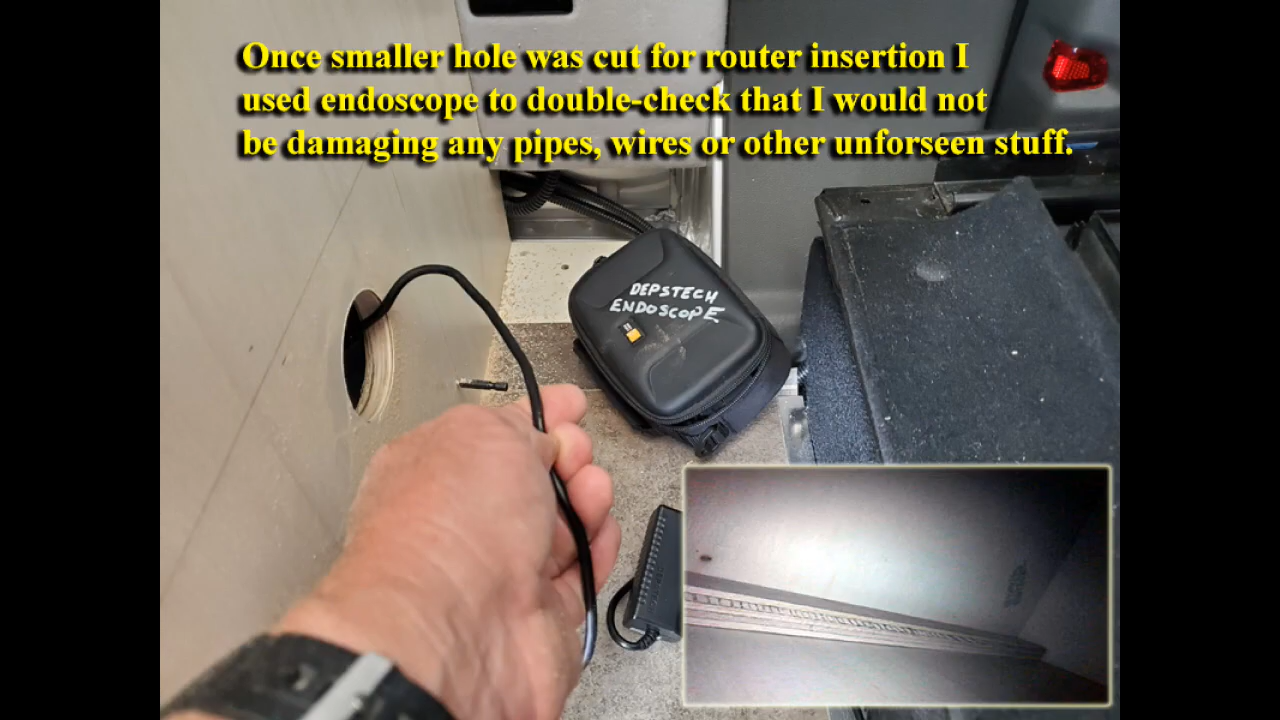 Once smaller hole was cut for router insertion I
used endoscope to double-check that I would not
be damaging any pipes, wires or other unforseen stuff.
DEPSTECH
ENDOSCOPE